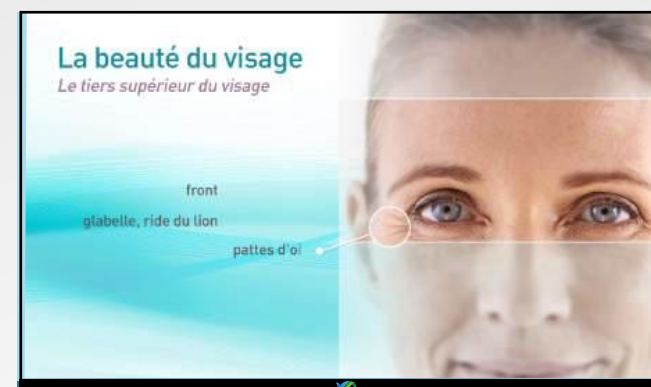 La beauté du visage
Le tiers supérieur du visage
front
glabelle, ride du lion
pattes d'oi